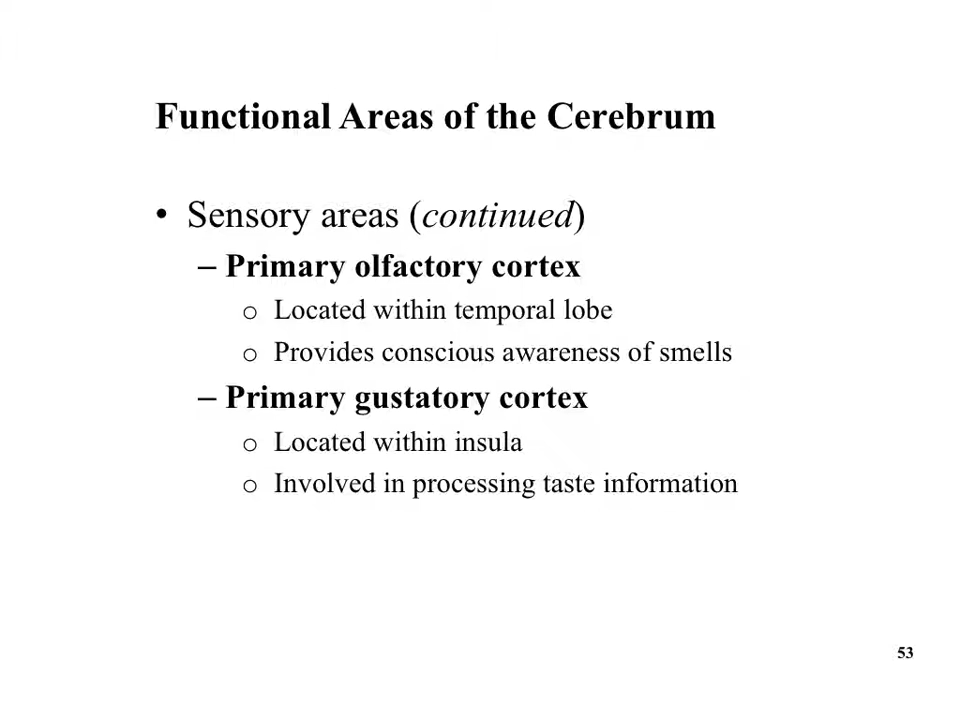 Functional Areas of the Cerebrum
• Sensory areas (continued)
– Primary olfactory cortex
o Located within temporal lobe
o Provides conscious awareness of smells
– Primary gustatory cortex
o Located within insula
o Involved in processing taste information
53